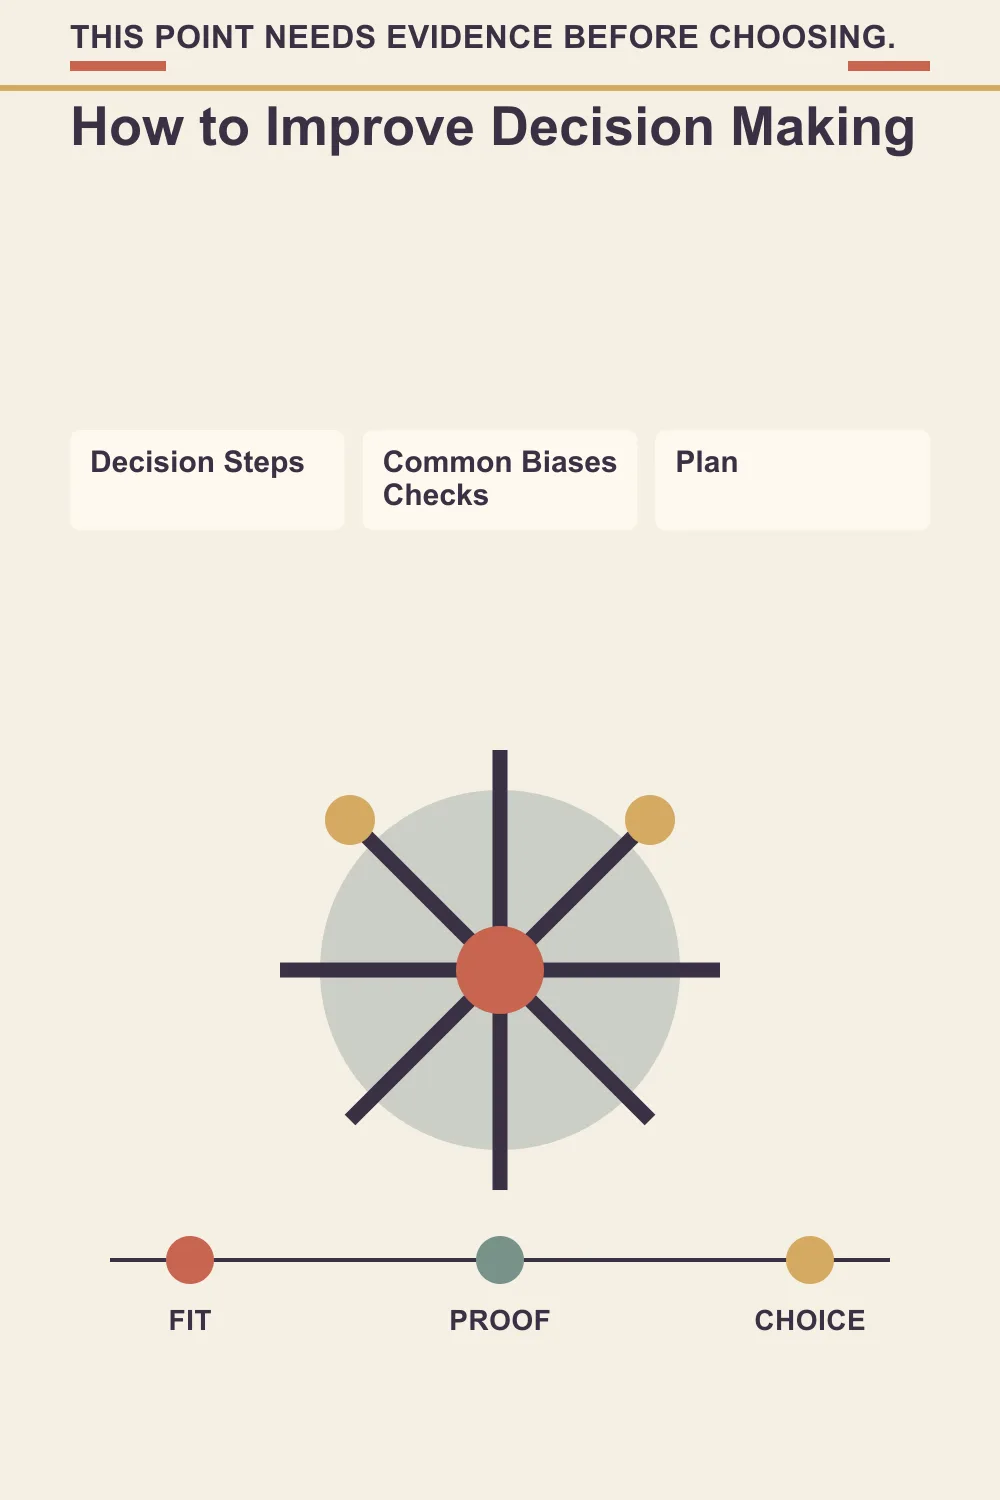 THIS POINT NEEDS EVIDENCE BEFORE CHOOSING.
How to Improve Decision Making
Decision Steps
Common Biases
Checks
Plan
FIT
PROOF
CHOICE